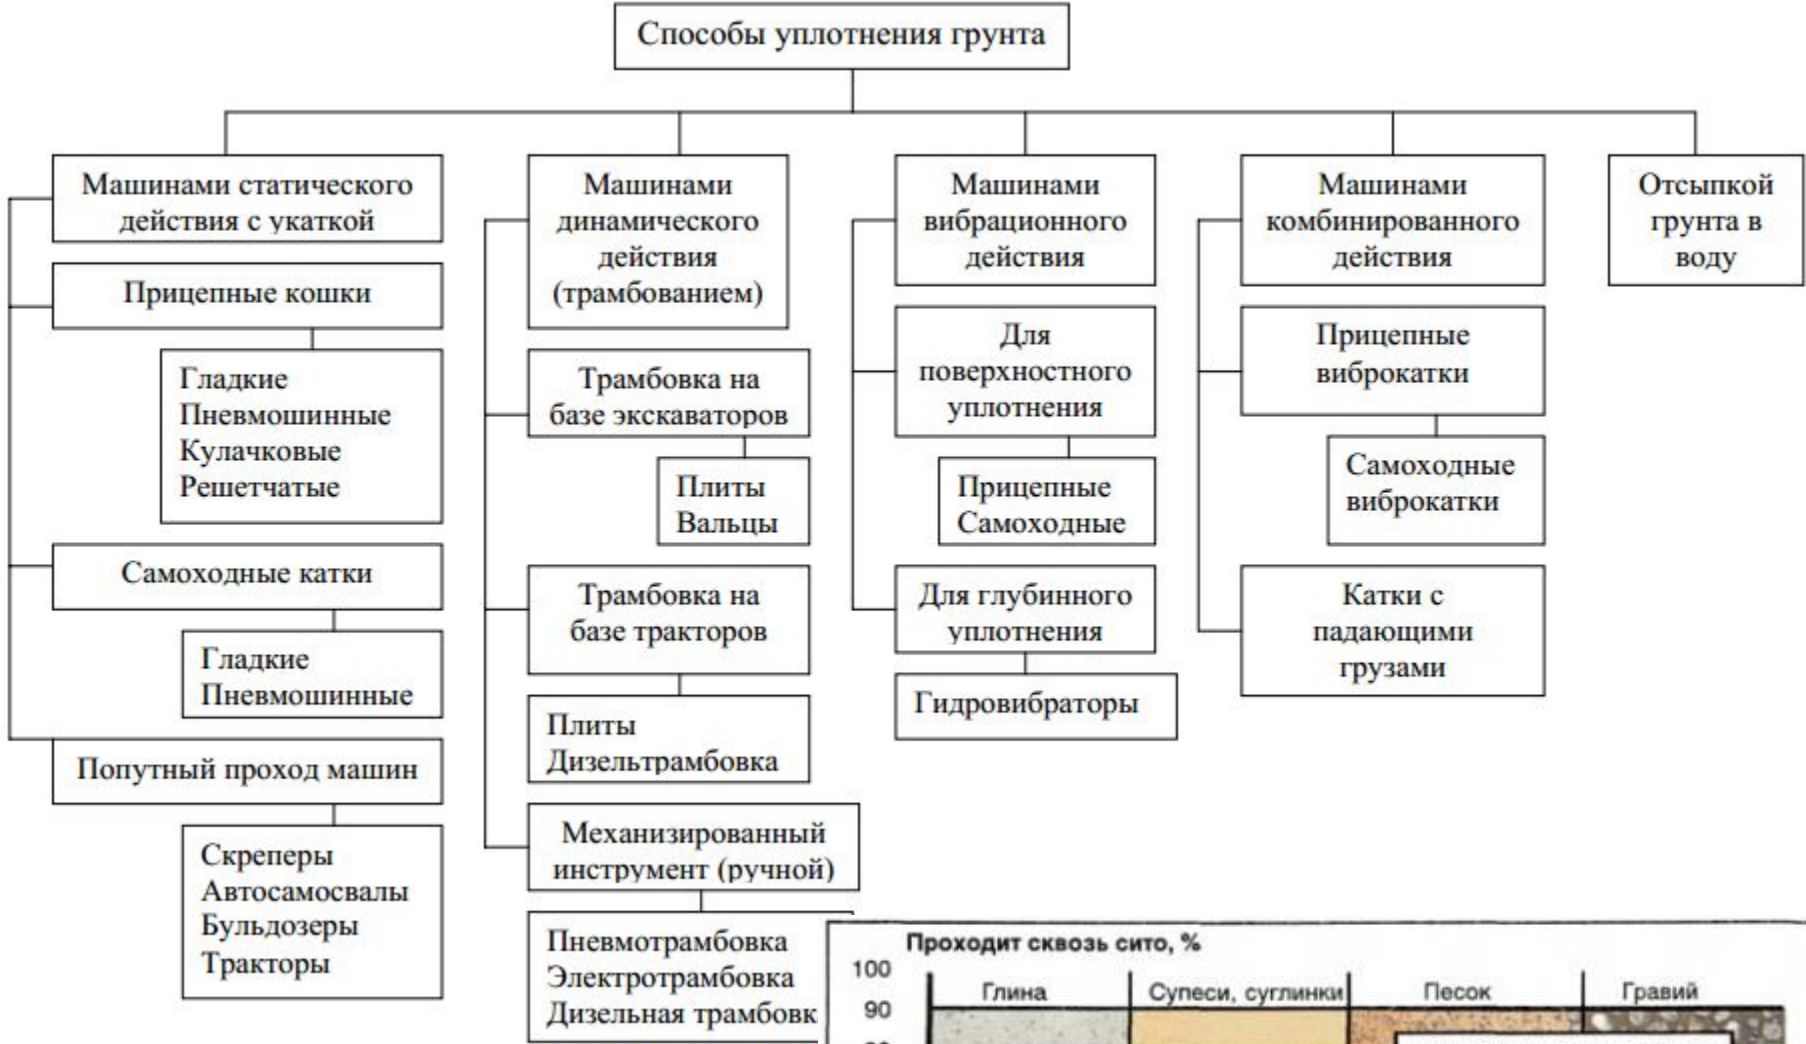 Способы уплотнения грунта
Машинами статического
действия с укаткой
Прицепные кошки
Гладкие
Пневмошинные
Кулачковые
Решетчатые
Самоходные катки
Гладкие
Пневмошинные
Попутный проход машин
Скреперы
Автосамосвалы
Бульдозеры
Тракторы
Машинами
динамического
действия
(трамбованием)
Трамбовка на
базе экскаваторов
Плиты
Вальцы
Трамбовка на
базе тракторов
Плиты
Дизельтрамбовка
Механизированный
инструмент (ручной)
Пневмотрамбовка
Электротрамбовка
Дизельная трамбовк
Машинами
вибрационного
действия
Для
поверхностного
уплотнения
Прицепные
Самоходные
Для глубинного
уплотнения
Гидровибраторы
Машинами
комбинированного
действия
Прицепные
виброкатки
Самоходные
виброкатки
Катки с
падающими
грузами
Отсыпкой
грунта в
воду
Проходит сквозь сито, %
100
Глина
Супеси, суглинки
Песок
Гравий
90